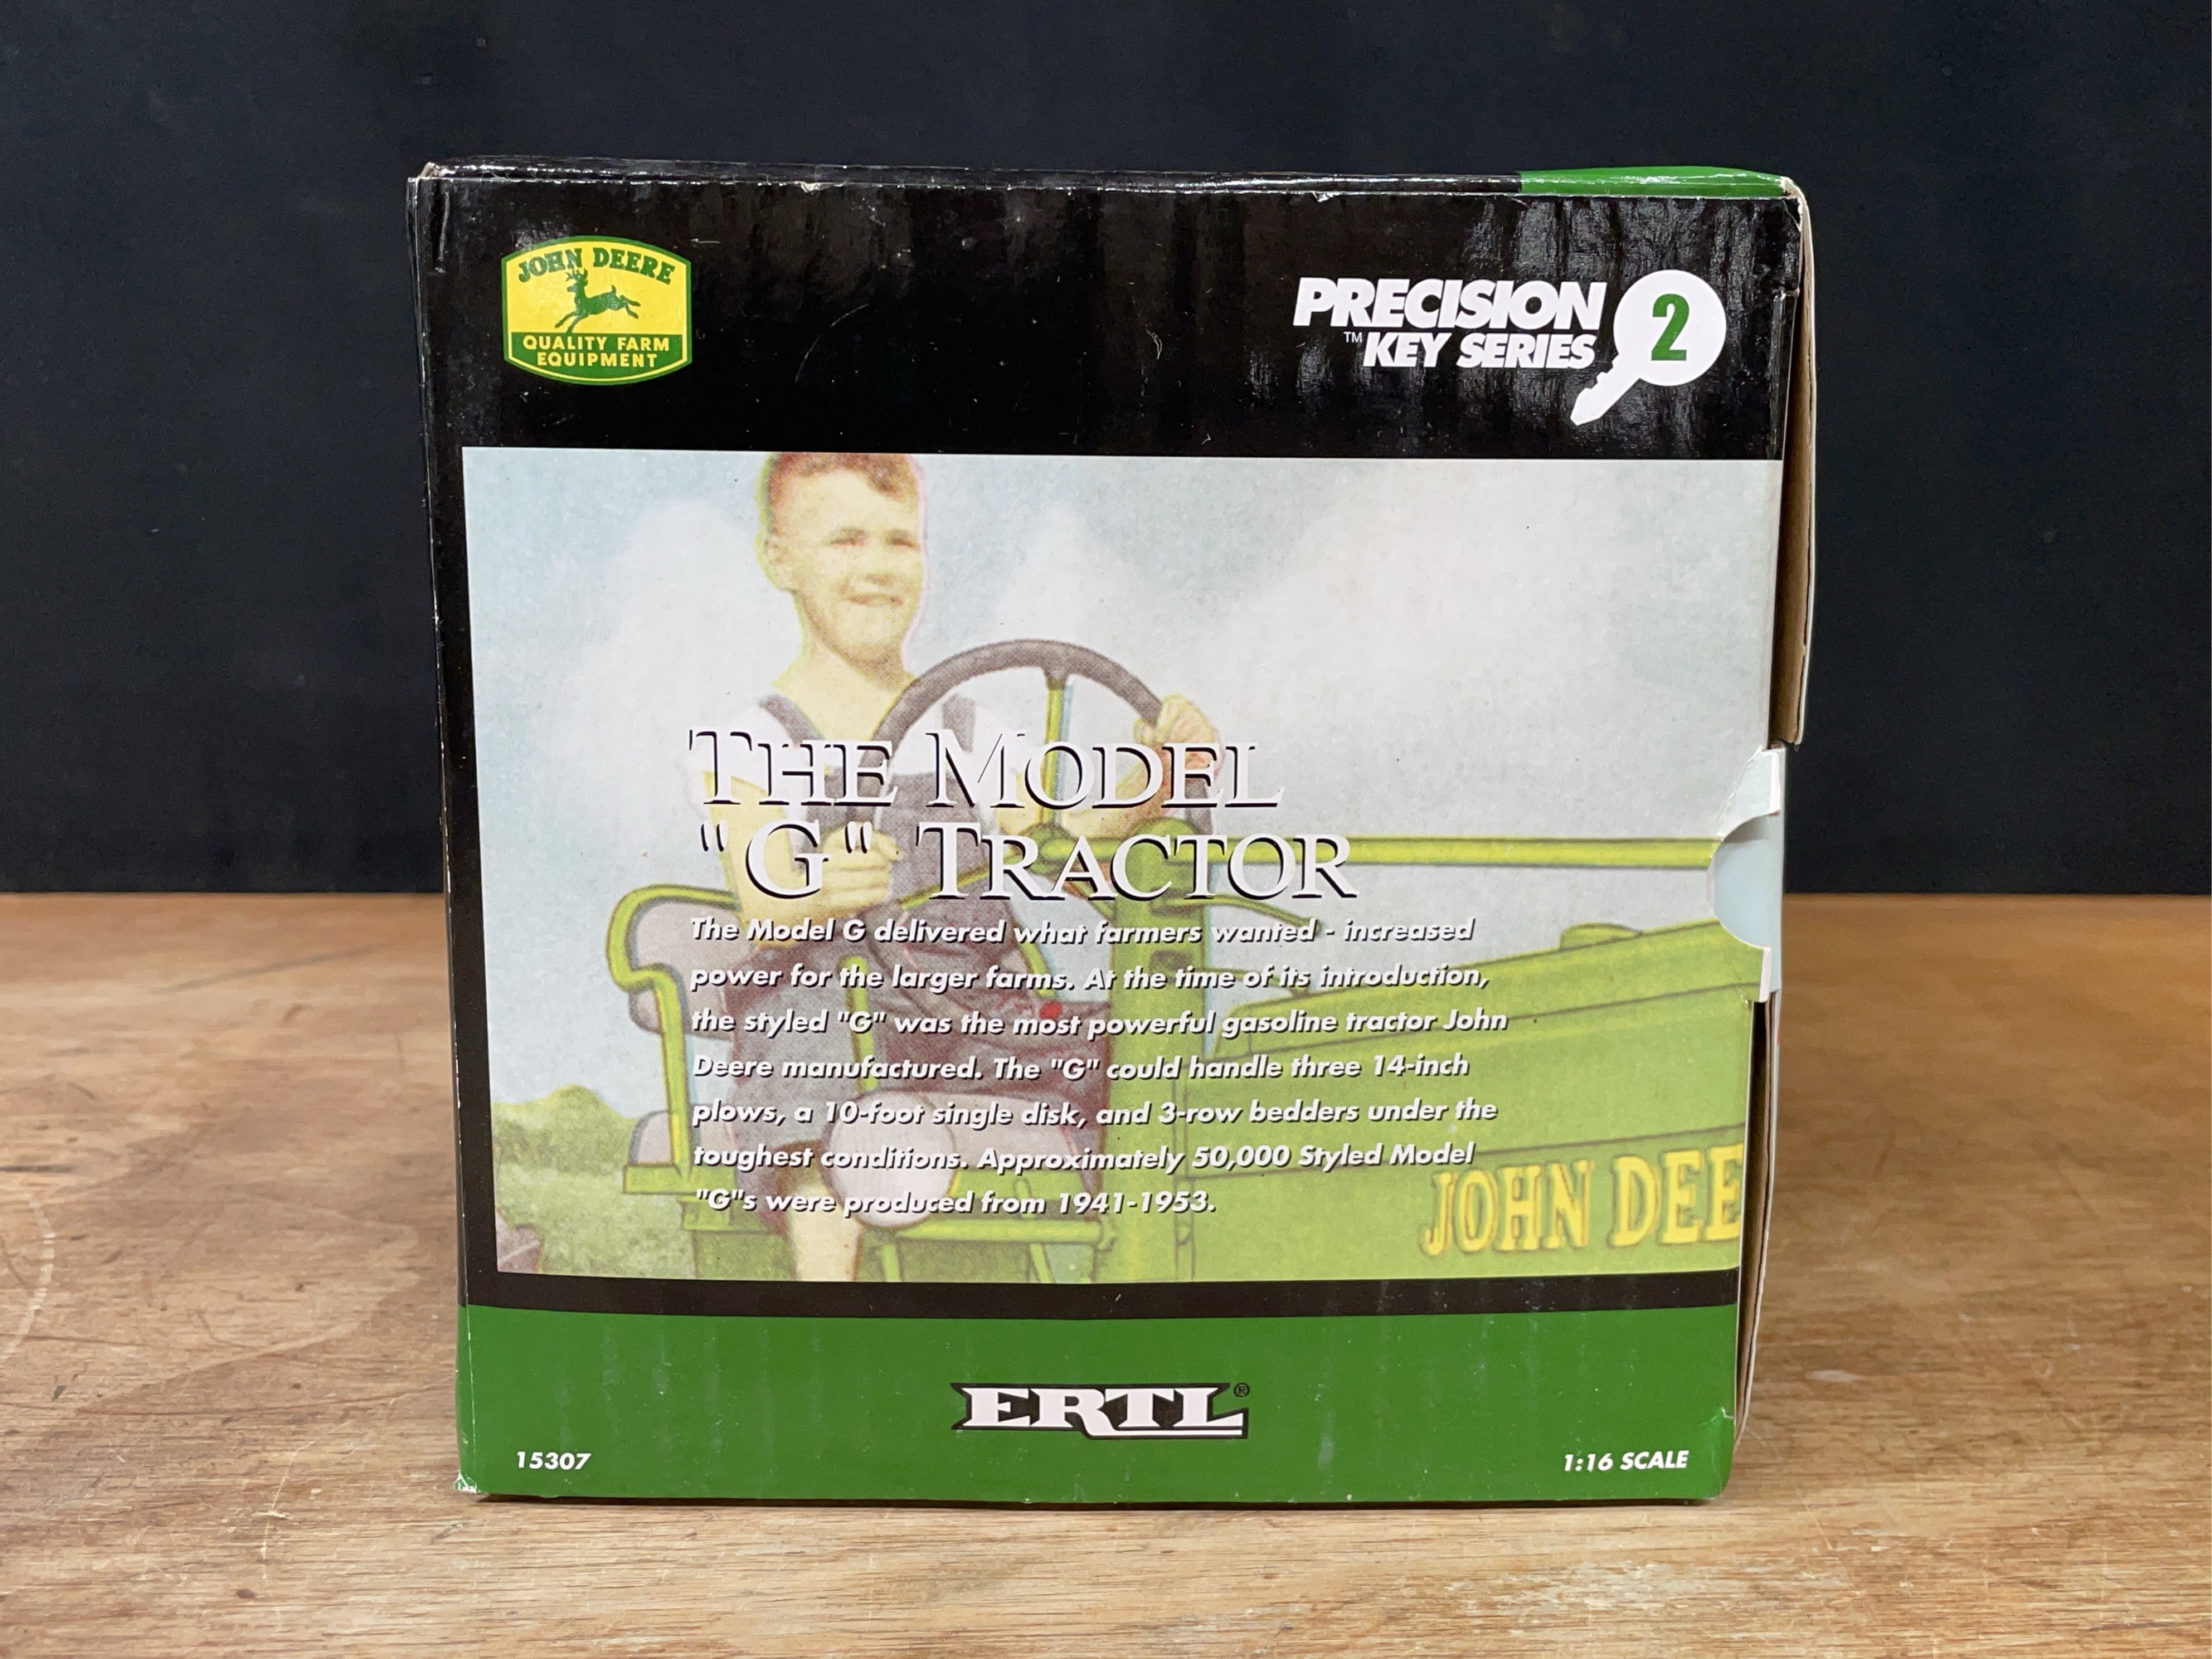 JOHN DEERE
QUALITY FARM
EQUIPMENT
PRECISION
™ KEY SERIES
2
THE MODEL
"G" TRACTOR
The Model G delivered what farmers wanted - increased
power for the larger farms. At the time of its introduction,
the styled "G" was the most powerful gasoline tractor John
Deere manufactured. The "G" could handle three 14-inch
plows, a 10-foot single disk, and 3-row bedders under the
toughest conditions. Approximately 50,000 Styled Model
"G"s were produced from 1941-1953.
JOHN DEE
ERTL®
15307
1:16 SCALE